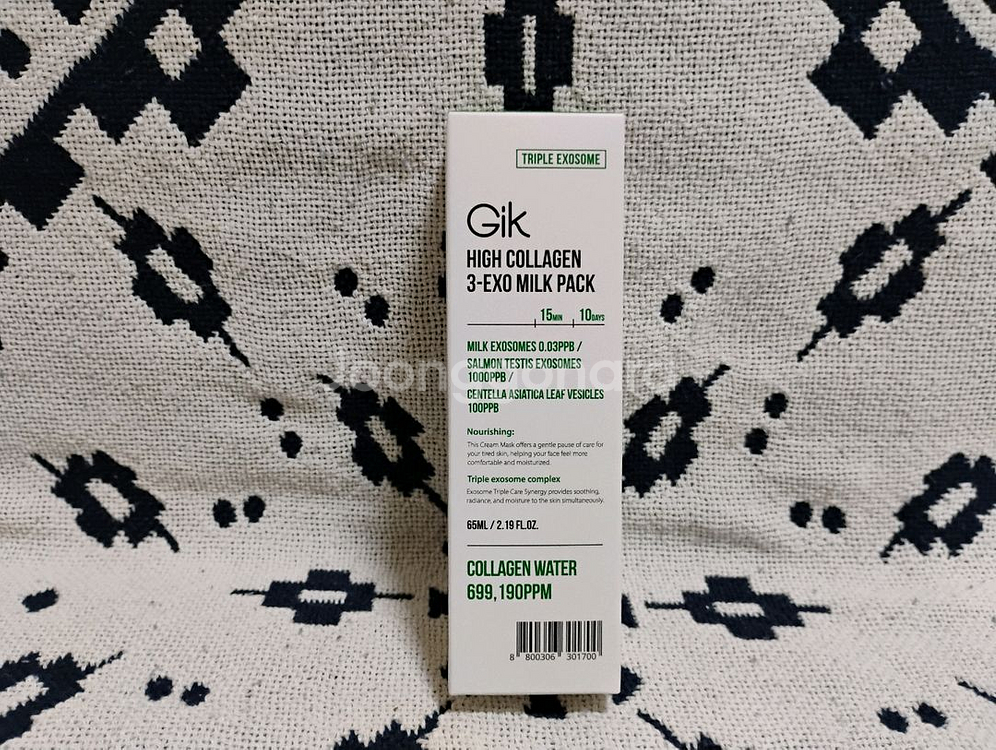 TRIPLE EXOSOME
Gik
HIGH COLLAGEN
3-EXO MILK PACK
15MIN 10DAYS
MILK EXOSOMES 0.03PPB /
SALMON TESTIS EXOSOMES
1000PPB /
CENTELLA ASIATICA LEAF VESICLES
100PPB
Nourishing:
This Cream Mask offers a gentle pause of care for
your tired skin, helping your face feel more
comfortable and moisturized.
Triple exosome complex
Exosome Triple Care Synergy provides soothing,
radiance, and moisture to the skin simultaneously.
65ML / 2.19 FL.OZ.
COLLAGEN WATER
699,190PPM
8 800306 301700